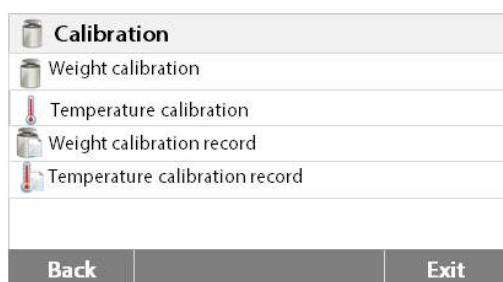 Calibration
Weight calibration
Temperature calibration
Weight calibration record
Temperature calibration record
Back Exit